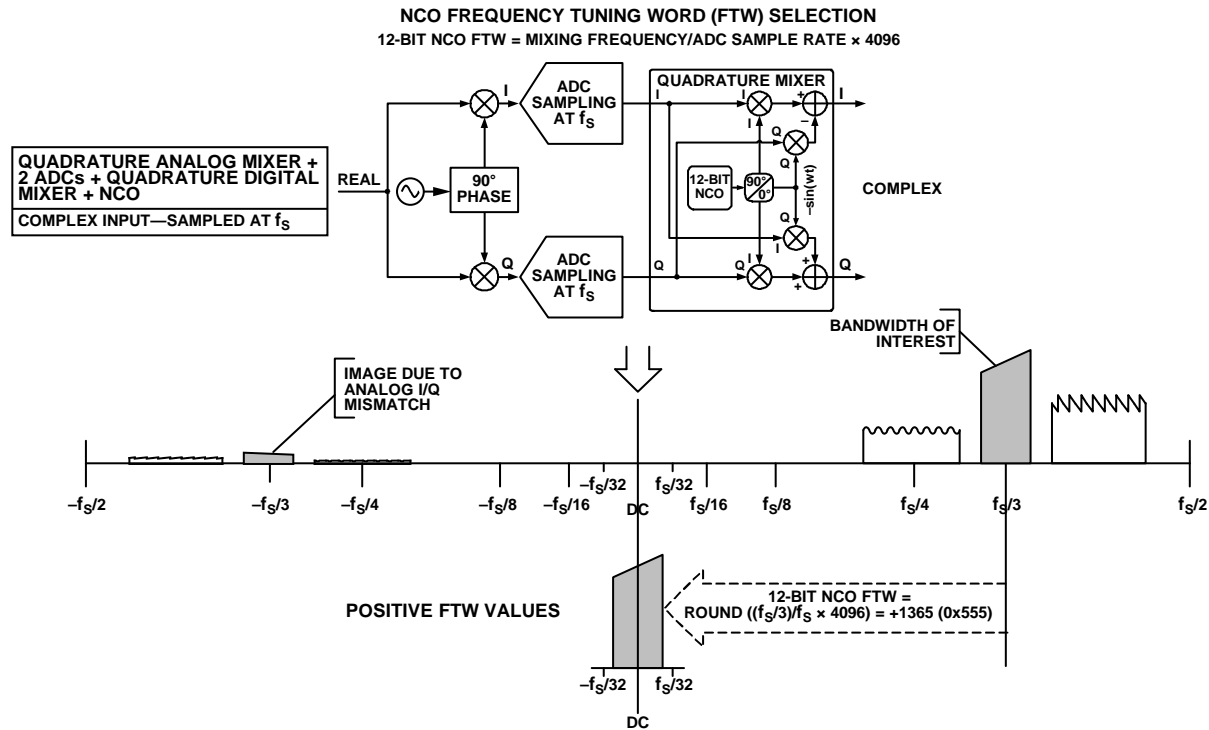 NCO FREQUENCY TUNING WORD (FTW) SELECTION
12-BIT NCO FTW = MIXING FREQUENCY/ADC SAMPLE RATE × 4096
QUADRATURE ANALOG MIXER +
2 ADCs + QUADRATURE DIGITAL
MIXER + NCO
COMPLEX INPUT—SAMPLED AT fS
REAL
90°
PHASE
I
Q
ADC
SAMPLING
AT fS
ADC
SAMPLING
AT fS
QUADRATURE MIXER
I
I
I
+
I
–
Q
Q
12-BIT
NCO
90°
0°
–sin(wt)
Q
I
I
Q
Q
+
+
Q
COMPLEX
BANDWIDTH OF
INTEREST
IMAGE DUE TO
ANALOG I/Q
MISMATCH
–fS/2
–fS/3
–fS/4
–fS/8
–fS/16
–fS/32
DC
fS/32
fS/16
fS/8
fS/4
fS/3
fS/2
POSITIVE FTW VALUES
12-BIT NCO FTW =
ROUND ((fS/3)/fS × 4096) = +1365 (0x555)
–fS/32
fS/32
DC